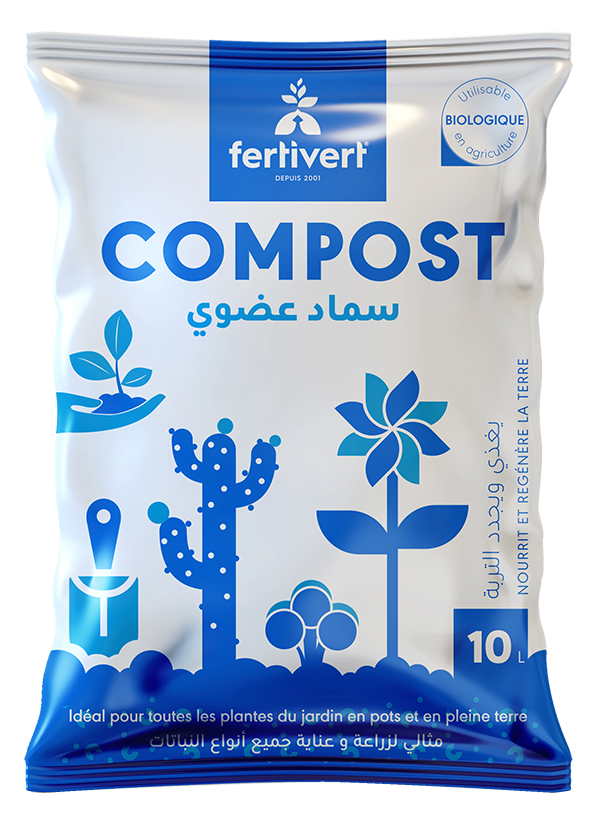 fertivert
DEPUIS 2001
Utilisable
BIOLOGIQUE
en agriculture
COMPOST
سماد عضوي
يغذي ويجدد التربة
NOURRIT ET REGÉNÈRE LA TERRE
10 L
Idéal pour toutes les plantes du jardin en pots et en pleine terre
مثالي لزراعة و عناية جميع أنواع النباتات